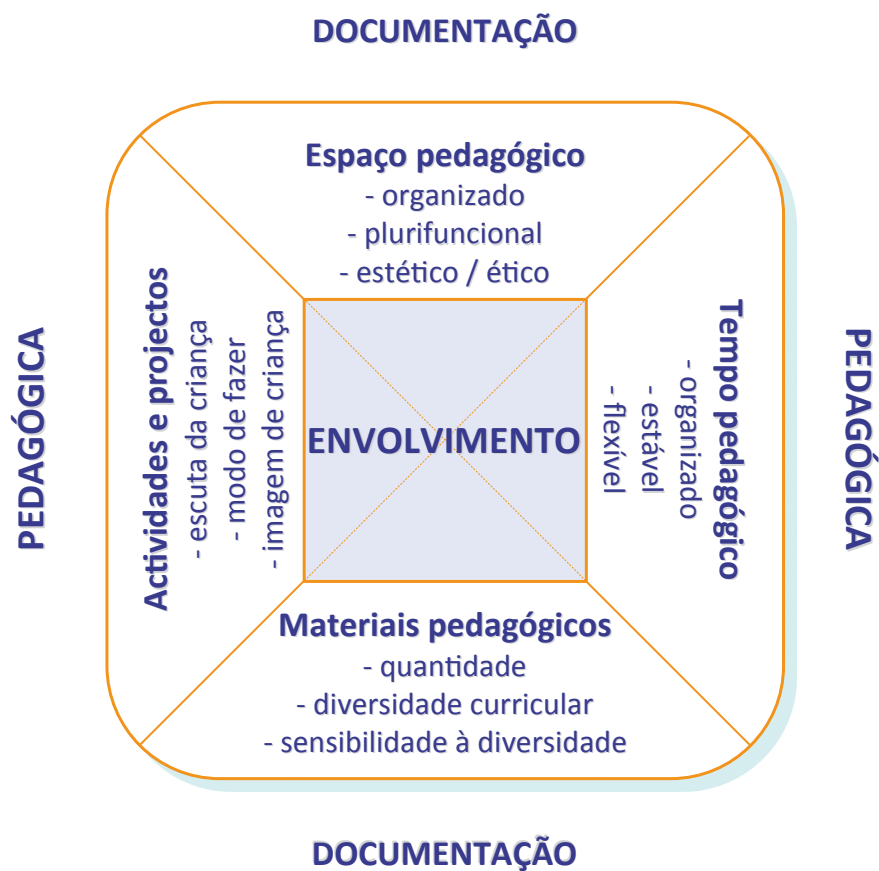 DOCUMENTAÇÃO
Espaço pedagógico
- organizado
- plurifuncional
- estético / ético
PEDAGÓGICA
Actividades e projectos
- escuta da criança
- modo de fazer
- imagem de criança
ENVOLVIMENTO
Tempo pedagógico
- organizado
- estável
- flexível
PEDAGÓGICA
Materiais pedagógicos
- quantidade
- diversidade curricular
- sensibilidade à diversidade
DOCUMENTAÇÃO